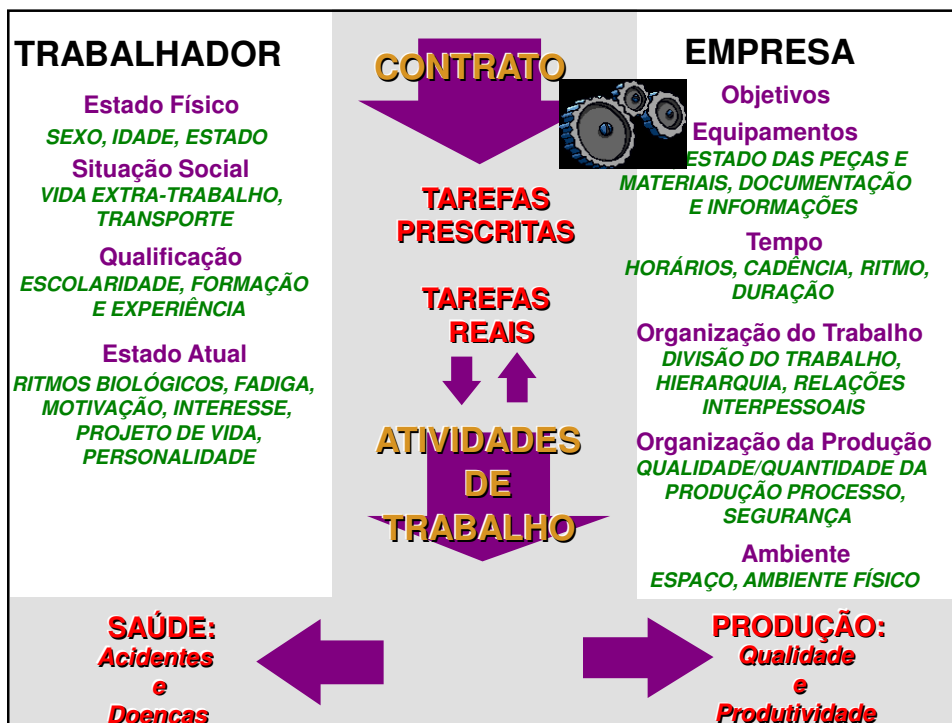 TRABALHADOR
Estado Físico
SEXO, IDADE, ESTADO
Situação Social
VIDA EXTRA-TRABALHO,
TRANSPORTE
Qualificação
ESCOLARIDADE, FORMAÇÃO
E EXPERIÊNCIA
Estado Atual
RITMOS BIOLÓGICOS, FADIGA,
MOTIVAÇÃO, INTERESSE,
PROJETO DE VIDA,
PERSONALIDADE
CONTRATO
TAREFAS
PRESCRITAS
TAREFAS
REAIS
ATIVIDADES
DE
TRABALHO
EMPRESA
Objetivos
Equipamentos
ESTADO DAS PEÇAS E
MATERIAIS, DOCUMENTAÇÃO
E INFORMAÇÕES
Tempo
HORÁRIOS, CADÊNCIA, RITMO,
DURAÇÃO
Organização do Trabalho
DIVISÃO DO TRABALHO,
HIERARQUIA, RELAÇÕES
INTERPESSOAIS
Organização da Produção
QUALIDADE/QUANTIDADE DA
PRODUÇÃO PROCESSO,
SEGURANÇA
Ambiente
ESPAÇO, AMBIENTE FÍSICO
SAÚDE:
Acidentes
e
Doenças
PRODUÇÃO:
Qualidade
e
Produtividade